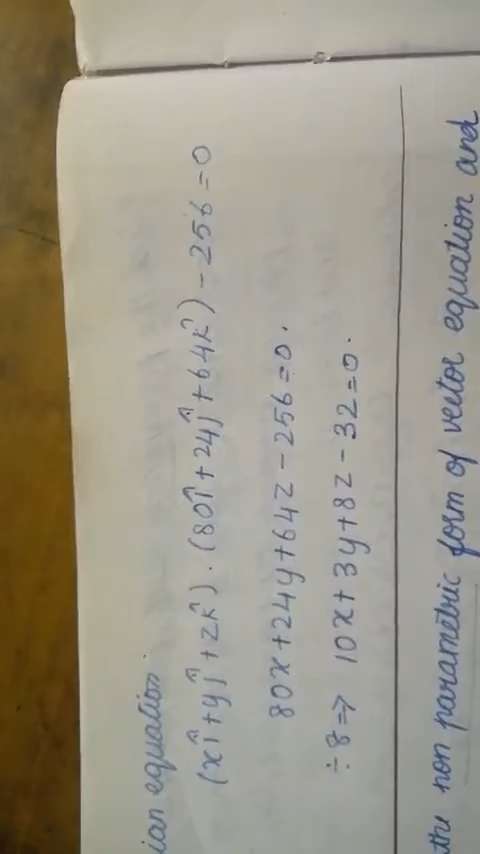 ian equation.
(xî+yĵ+zk̂).(80î+24ĵ+64k̂)-256=0
80x+24y+64z-256=0.
÷8⇒ 10x+3y+8z-32=0.
the non parametric form of vector equation and